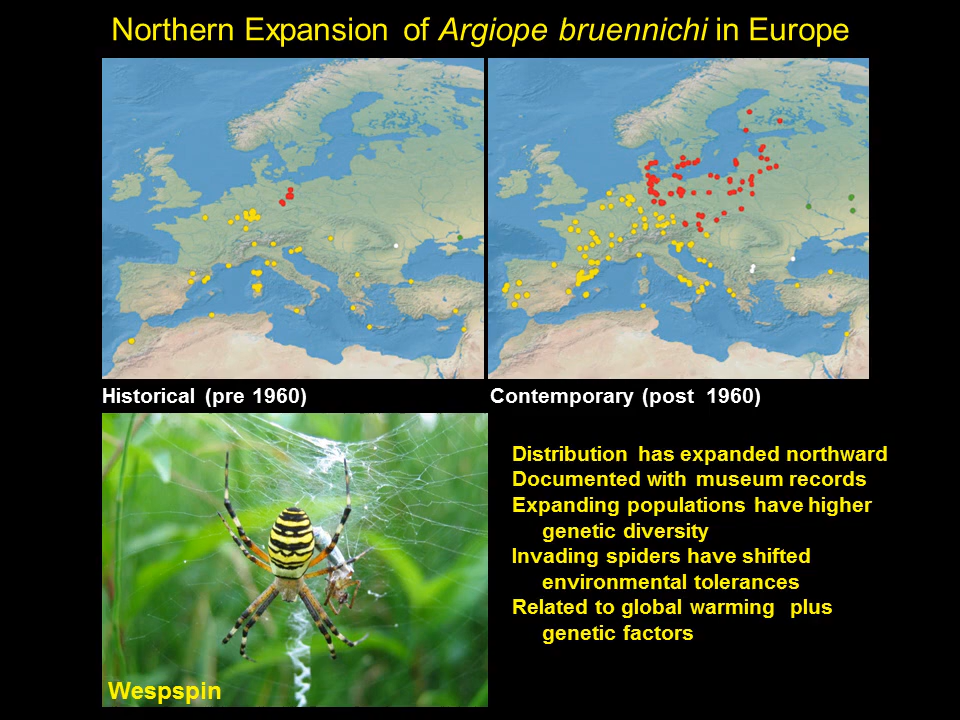 Northern Expansion of Argiope bruennichi in Europe
Historical (pre 1960)
Contemporary (post 1960)
Distribution has expanded northward
Documented with museum records
Expanding populations have higher
genetic diversity
Invading spiders have shifted
environmental tolerances
Related to global warming plus
genetic factors
Wespspin